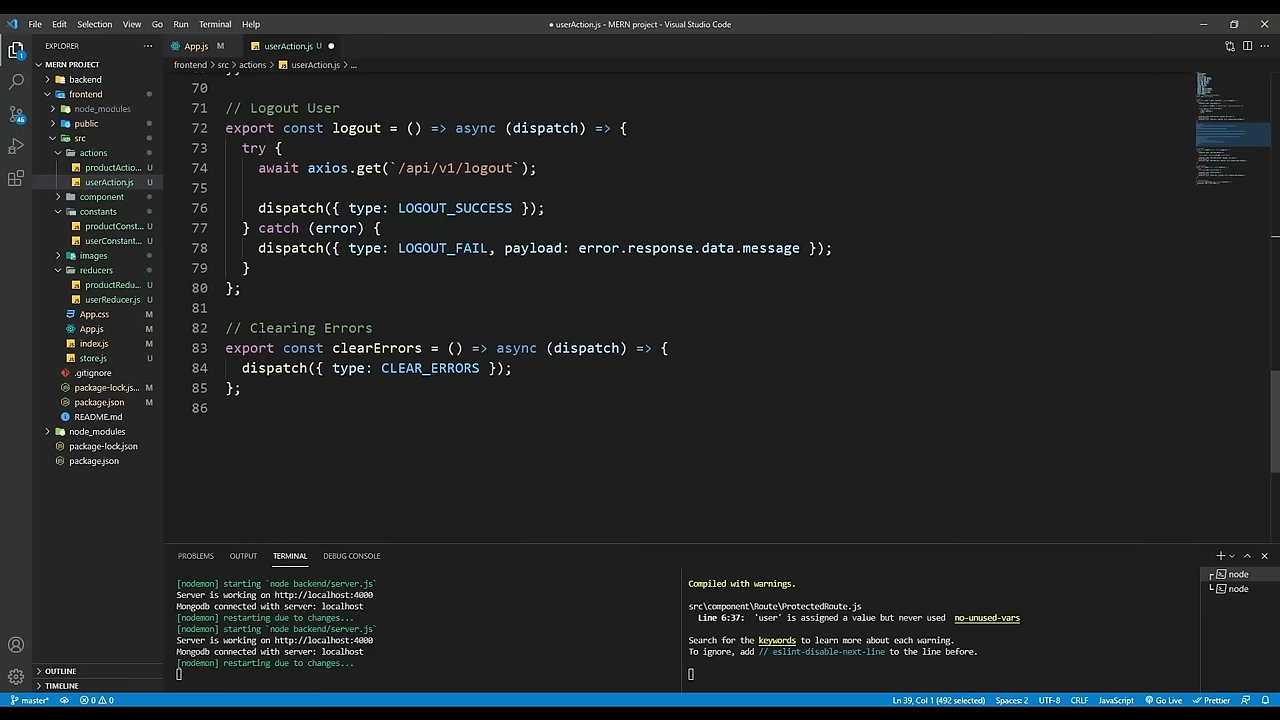 File Edit Selection View Go Run Terminal Help
● userAction.js - MERN project - Visual Studio Code
EXPLORER
MERN PROJECT
backend
frontend
node_modules
public
src
actions
productActio... U
userAction.js U
component
constants
productConst... U
userConstant... U
images
reducers
productRedu... U
userReducer.js U
App.css M
App.js M
index.js M
store.js U
.gitignore
package-lock.js... M
package.json M
README.md
node_modules
package-lock.json
package.json
OUTLINE
TIMELINE
App.js M
userAction.js U ●
frontend > src > actions > userAction.js > ...
70
71 // Logout User
72 export const logout = () => async (dispatch) => {
73 try {
74 await axios.get(`/api/v1/logout`);
75
76 dispatch({ type: LOGOUT_SUCCESS });
77 } catch (error) {
78 dispatch({ type: LOGOUT_FAIL, payload: error.response.data.message });
79 }
80 };
81
82 // Clearing Errors
83 export const clearErrors = () => async (dispatch) => {
84 dispatch({ type: CLEAR_ERRORS });
85 };
86
PROBLEMS OUTPUT TERMINAL DEBUG CONSOLE
[nodemon] starting `node backend/server.js`
Server is working on http://localhost:4000
Mongodb connected with server: localhost
[nodemon] restarting due to changes...
[nodemon] starting `node backend/server.js`
Server is working on http://localhost:4000
Mongodb connected with server: localhost
[nodemon] restarting due to changes...
Compiled with warnings.
src\component\Route\ProtectedRoute.js
Line 6:37: 'user' is assigned a value but never used no-unused-vars
Search for the keywords to learn more about each warning.
To ignore, add // eslint-disable-next-line to the line before.
node
node
master* 0 0
Ln 39, Col 1 (492 selected) Spaces: 2 UTF-8 CRLF JavaScript Go Live Prettier